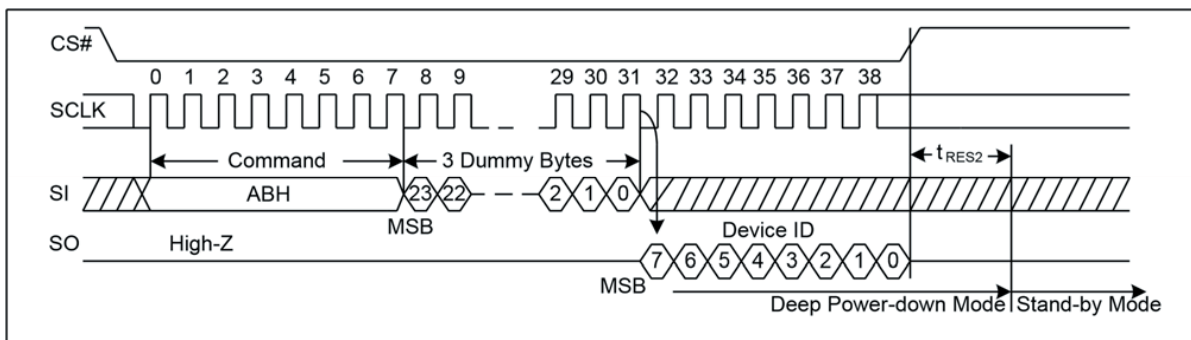 CS#
0 1 2 3 4 5 6 7 8 9 29 30 31 32 33 34 35 36 37 38
SCLK
Command 3 Dummy Bytes tRES2
SI ABH 23 22 2 1 0
MSB Device ID
SO High-Z
7 6 5 4 3 2 1 0
MSB
Deep Power-down Mode Stand-by Mode